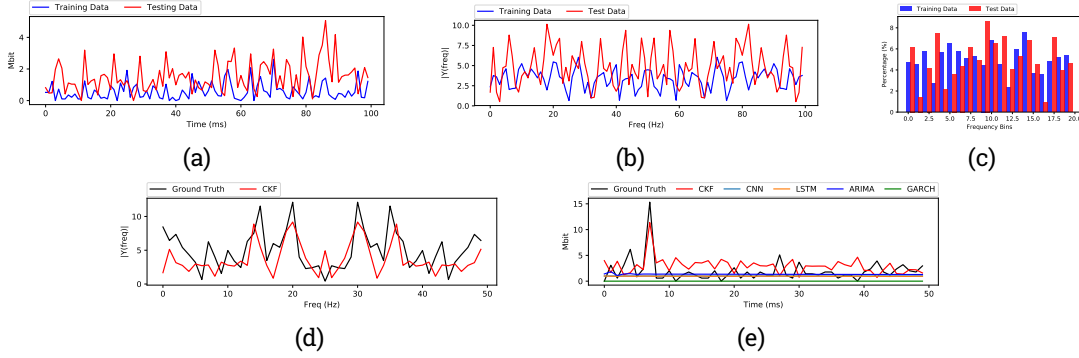 Training Data Testing Data
Mbit
4
2
0
0 20 40 60 80 100
Time (ms)
(a)
Training Data Test Data
|Y(freq)|
10.0
7.5
5.0
2.5
0.0
0 20 40 60 80 100
Freq (Hz)
(b)
Training Data Test Data
Percentage (%)
8
6
4
2
0
0.0 2.5 5.0 7.5 10.0 12.5 15.0 17.5 20.0
Frequency Bins
(c)
Ground Truth CKF
|Y(freq)|
10
5
0
0 10 20 30 40 50
Freq (Hz)
(d)
Ground Truth CKF CNN LSTM ARIMA GARCH
Mbit
15
10
5
0
0 10 20 30 40 50
Time (ms)
(e)